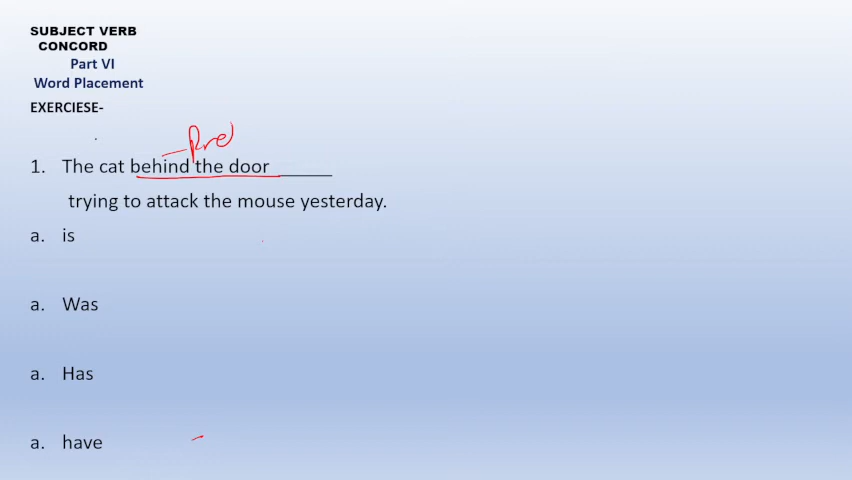 SUBJECT VERB
CONCORD
Part VI
Word Placement
EXERCIESE-
Pre
1. The cat behind the door _____
trying to attack the mouse yesterday.
a. is
a. Was
a. Has
a. have